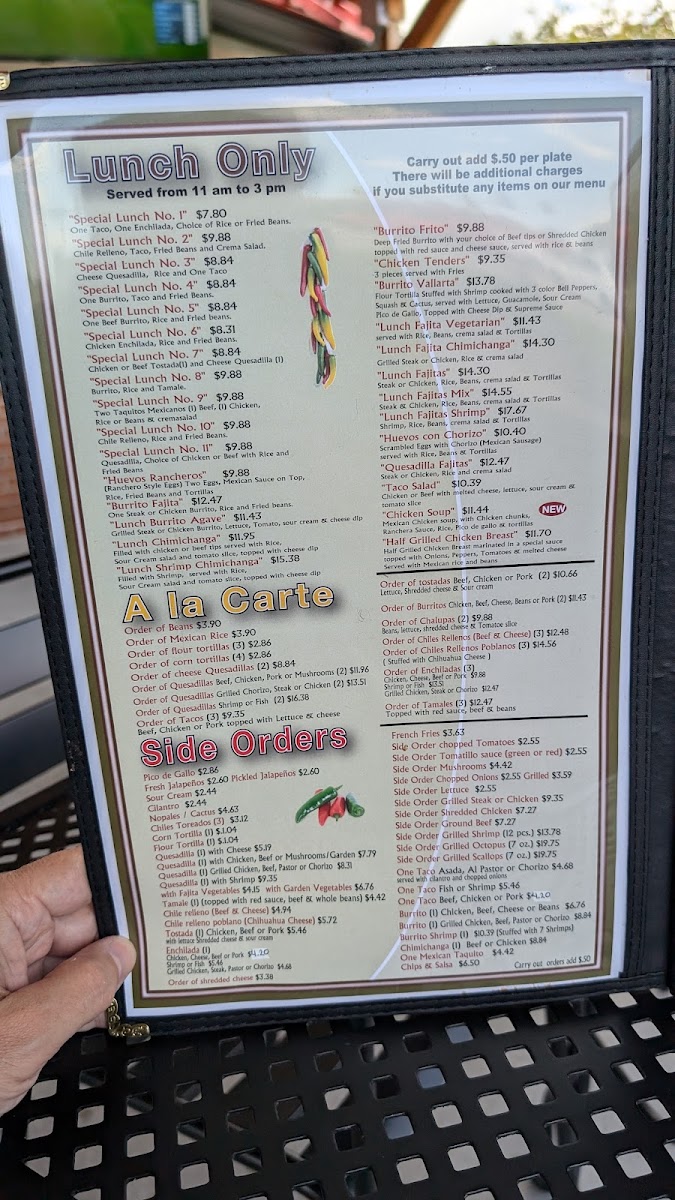 Lunch Only
Served from 11 am to 3 pm
"Special Lunch No. 1" $7.80
One Taco, One Enchilada, Choice of Rice or Fried Beans.
"Special Lunch No. 2" $9.88
Chile Relleno, Taco, Fried Beans and Crema Salad.
"Special Lunch No. 3" $8.84
Cheese Quesadilla, Rice and One Taco
"Special Lunch No. 4" $8.84
One Burrito, Taco and Fried Beans.
"Special Lunch No. 5" $8.84
One Beef Burrito, Rice and Fried beans.
"Special Lunch No. 6" $8.31
Chicken Enchilada, Rice and Fried Beans.
"Special Lunch No. 7" $8.84
Chicken or Beef Tostada(1) and Cheese Quesadilla (1)
"Special Lunch No. 8" $9.88
Burrito, Rice and Tamale.
"Special Lunch No. 9" $9.88
Two Taquitos Mexicanos (1) Beef, (1) Chicken,
Rice or Beans & cremasalad
"Special Lunch No. 10" $9.88
Chile Relleno, Rice and Fried Beans.
"Special Lunch No. 11" $9.88
Quesadilla, Choice of Chicken or Beef with Rice and
Fried Beans
"Huevos Rancheros" $9.88
(Ranchero Style Eggs) Two Eggs, Mexican Sauce on Top,
Rice, Fried Beans and Tortillas
"Burrito Fajita" $12.47
One Steak or Chicken Burrito, Rice and Fried beans.
"Lunch Burrito Agave" $11.43
Grilled Steak or Chicken Burrito, Lettuce, Tomato, sour cream & cheese dip
"Lunch Chimichanga" $11.95
Filled with chicken or beef tips served with Rice,
Sour Cream salad and tomato slice, topped with cheese dip
"Lunch Shrimp Chimichanga" $15.38
Filled with Shrimp, served with Rice,
Sour Cream salad and tomato slice, topped with cheese dip
Carry out add $.50 per plate
There will be additional charges
if you substitute any items on our menu
"Burrito Frito" $9.88
Deep Fried Burrito with your choice of Beef tips or Shredded Chicken
topped with red sauce and cheese sauce, served with rice & beans
"Chicken Tenders" $9.35
3 pieces served with Fries
"Burrito Vallarta" $13.78
Flour Tortilla Stuffed with Shrimp cooked with 3 color Bell Peppers,
Squash & Cactus, served with Lettuce, Guacamole, Sour Cream
Pico de Gallo, Topped with Cheese Dip & Supreme Sauce
"Lunch Fajita Vegetarian" $11.43
served with Rice, Beans, crema salad & Tortillas
"Lunch Fajita Chimichanga" $14.30
Grilled Steak or Chicken, Rice & crema salad
"Lunch Fajitas" $14.30
Steak or Chicken, Rice, Beans, crema salad & Tortillas
"Lunch Fajitas Mix" $14.55
Steak & Chicken, Rice, Beans, crema salad & Tortillas
"Lunch Fajitas Shrimp" $17.67
Shrimp, Rice, Beans, crema salad & Tortillas
"Huevos con Chorizo" $10.40
Scrambled Eggs with Chorizo (Mexican Sausage)
served with Rice, Beans & Tortillas
"Quesadilla Fajitas" $12.47
Steak or Chicken, Rice and crema salad
"Taco Salad" $10.39
Chicken or Beef with melted cheese, lettuce, sour cream &
tomato slice
"Chicken Soup" $11.44 NEW
Mexican Chicken soup, with Chicken chunks,
Ranchera Sauce, Rice, Pico de gallo & tortillas
"Half Grilled Chicken Breast" $11.70
Half Grilled Chicken Breast marinated in a special sauce
topped with Onions, Peppers, Tomatoes & melted cheese
Served with Mexican rice and beans
A la Carte
Order of Beans $3.90
Order of Mexican Rice $3.90
Order of flour tortillas (3) $2.86
Order of corn tortillas (4) $2.86
Order of cheese Quesadillas (2) $8.84
Order of Quesadillas Beef, Chicken, Pork or Mushrooms (2) $11.96
Order of Quesadillas Grilled Chorizo, Steak or Chicken (2) $13.51
Order of Quesadillas Shrimp or Fish (2) $16.38
Order of Tacos (3) $9.35
Beef, Chicken or Pork topped with Lettuce & cheese
Order of tostadas Beef, Chicken or Pork (2) $10.66
Lettuce, Shredded cheese & Sour cream
Order of Burritos Chicken, Beef, Cheese, Beans or Pork (2) $11.43
Order of Chalupas (2) $9.88
Beans, lettuce, shredded cheese & Tomatoe slice
Order of Chiles Rellenos (Beef & Cheese) (3) $12.48
Order of Chiles Rellenos Poblanos (3) $14.56
( Stuffed with Chihuahua Cheese )
Order of Enchiladas (3)
Chicken, Cheese, Beef or Pork $9.88
Shrimp or Fish $13.51
Grilled Chicken, Steak or Chorizo $12.47
Order of Tamales (3) $12.47
Topped with red sauce, beef & beans
Side Orders
Pico de Gallo $2.86
Fresh Jalapeños $2.60 Pickled Jalapeños $2.60
Sour Cream $2.44
Cilantro $2.44
Nopales / Cactus $4.63
Chiles Toreados (3) $3.12
Corn Tortilla (1) $1.04
Flour Tortilla (1) $1.04
Quesadilla (1) with Cheese $5.19
Quesadilla (1) with Chicken, Beef or Mushrooms/Garden $7.79
Quesadilla (1) Grilled Chicken, Beef, Pastor or Chorizo $8.31
Quesadilla (1) with Shrimp $9.35
with Fajita Vegetables $4.15 with Garden Vegetables $6.76
Tamale (1) (topped with red sauce, beef & whole beans) $4.42
Chile relleno (Beef & Cheese) $4.94
Chile relleno poblano (Chihuahua Cheese) $5.72
Tostada (1) Chicken, Beef or Pork $5.46
with lettuce Shredded cheese & sour cream
Enchilada (1)
Chicken, Cheese, Beef or Pork $4.20
Shrimp or Fish $5.46
Grilled Chicken, Steak, Pastor or Chorizo $4.68
Order of shredded cheese $3.38
French Fries $3.63
Side Order chopped Tomatoes $2.55
Side Order Tomatillo sauce (green or red) $2.55
Side Order Mushrooms $4.42
Side Order Chopped Onions $2.55 Grilled $3.59
Side Order Lettuce $2.55
Side Order Grilled Steak or Chicken $9.35
Side Order Shredded Chicken $7.27
Side Order Ground Beef $7.27
Side Order Grilled Shrimp (12 pcs.) $13.78
Side Order Grilled Octopus (7 oz.) $19.75
Side Order Grilled Scallops (7 oz.) $19.75
One Taco Asada, Al Pastor or Chorizo $4.68
served with cilantro and chopped onions
One Taco Fish or Shrimp $5.46
One Taco Beef, Chicken or Pork $4.20
Burrito (1) Chicken, Beef, Cheese or Beans $6.76
Burrito (1) Grilled Chicken, Beef, Pastor or Chorizo $8.84
Burrito Shrimp (1) $10.39 (Stuffed with 7 Shrimps)
Chimichanga (1) Beef or Chicken $8.84
One Mexican Taquito $4.42
Chips & Salsa $6.50
Carry out orders add $.50